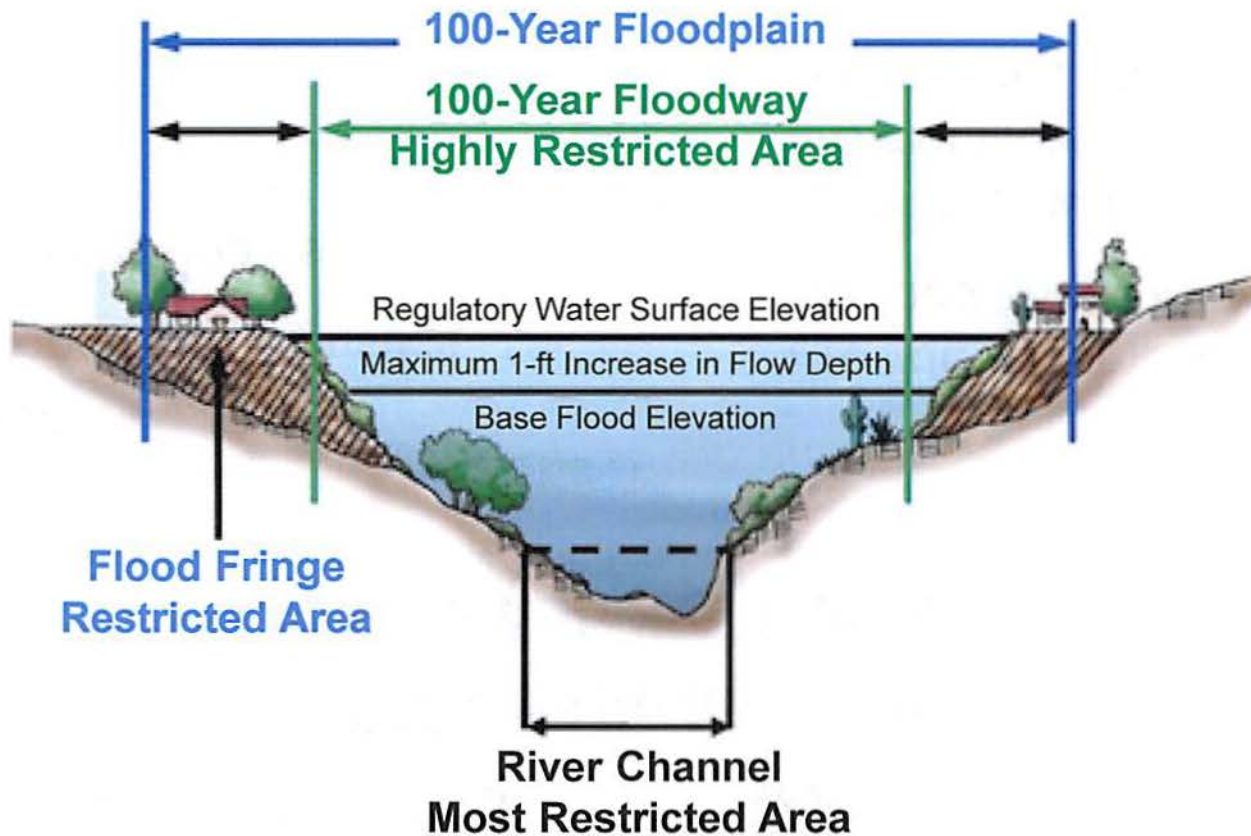 100-Year Floodplain
100-Year Floodway
Highly Restricted Area
Regulatory Water Surface Elevation
Maximum 1-ft Increase in Flow Depth
Base Flood Elevation
Flood Fringe
Restricted Area
River Channel
Most Restricted Area